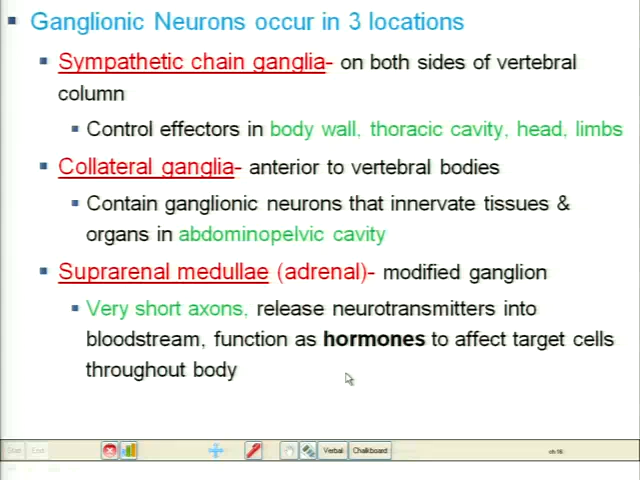 Ganglionic Neurons occur in 3 locations
Sympathetic chain ganglia- on both sides of vertebral
column
Control effectors in body wall, thoracic cavity, head, limbs
Collateral ganglia- anterior to vertebral bodies
Contain ganglionic neurons that innervate tissues &
organs in abdominopelvic cavity
Suprarenal medullae (adrenal)- modified ganglion
Very short axons, release neurotransmitters into
bloodstream, function as hormones to affect target cells
throughout body
Start End Verbal Chalkboard ch16